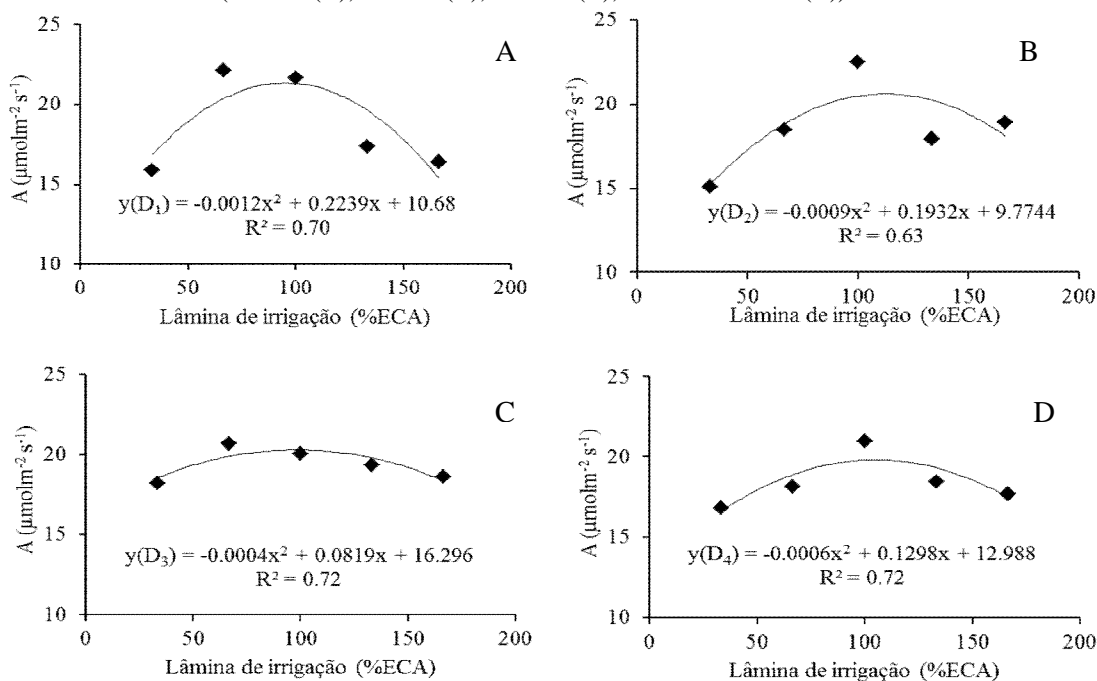 A
A (µmolm⁻² s⁻¹)
25
20
15
10
y(D₁) = -0.0012x² + 0.2239x + 10.68
R² = 0.70
0 50 100 150 200
Lâmina de irrigação (%ECA)
B
A (µmolm⁻² s⁻¹)
25
20
15
10
y(D₂) = -0.0009x² + 0.1932x + 9.7744
R² = 0.63
0 50 100 150 200
Lâmina de irrigação (%ECA)
C
A (µmolm⁻² s⁻¹)
25
20
15
10
y(D₃) = -0.0004x² + 0.0819x + 16.296
R² = 0.72
0 50 100 150 200
Lâmina de irrigação (%ECA)
D
A (µmolm⁻² s⁻¹)
25
20
15
10
y(D₄) = -0.0006x² + 0.1298x + 12.988
R² = 0.72
0 50 100 150 200
Lâmina de irrigação (%ECA)